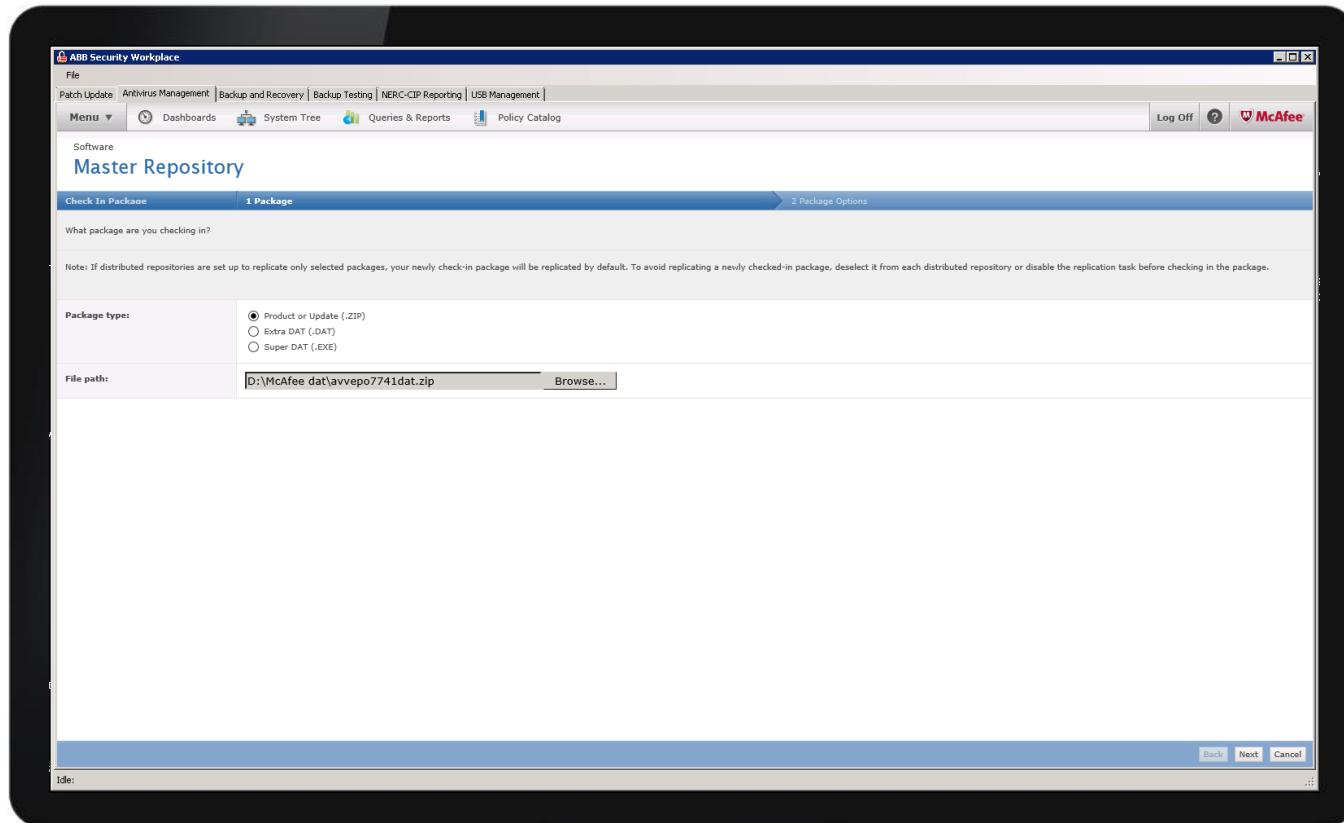 ABB Security Workplace
File
Patch Update Antivirus Management Backup and Recovery Backup Testing NERC-CIP Reporting USB Management
Menu ▼ Dashboards System Tree Queries & Reports Policy Catalog Log Off ? McAfee
Software
Master Repository
Check In Package 1 Package 2 Package Options
What package are you checking in?
Note: If distributed repositories are set up to replicate only selected packages, your newly check-in package will be replicated by default. To avoid replicating a newly checked-in package, deselect it from each distributed repository or disable the replication task before checking in the package.
Package type: Product or Update (.ZIP)
Extra DAT (.DAT)
Super DAT (.EXE)
File path: D:\McAfee dat\avvepo7741dat.zip Browse...
Back Next Cancel
Idle: